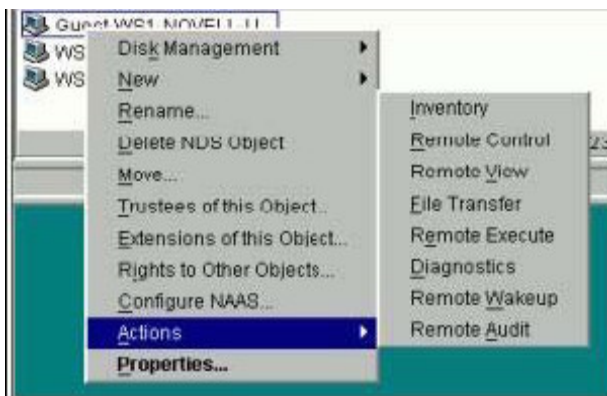 Guest WS1 NOVELL U
WS
WS
Disk Management
New
Rename...
Delete NDS Object
Move...
Trustees of this Object...
Extensions of this Object...
Rights to Other Objects...
Configure NAAS...
Actions
Properties...
Inventory
Remote Control
Remote View
File Transfer
Remote Execute
Diagnostics
Remote Wakeup
Remote Audit
23